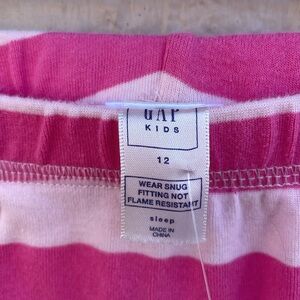 GAP
KIDS
12
WEAR SNUG
FITTING NOT
FLAME RESISTANT
sleep
MADE IN
CHINA